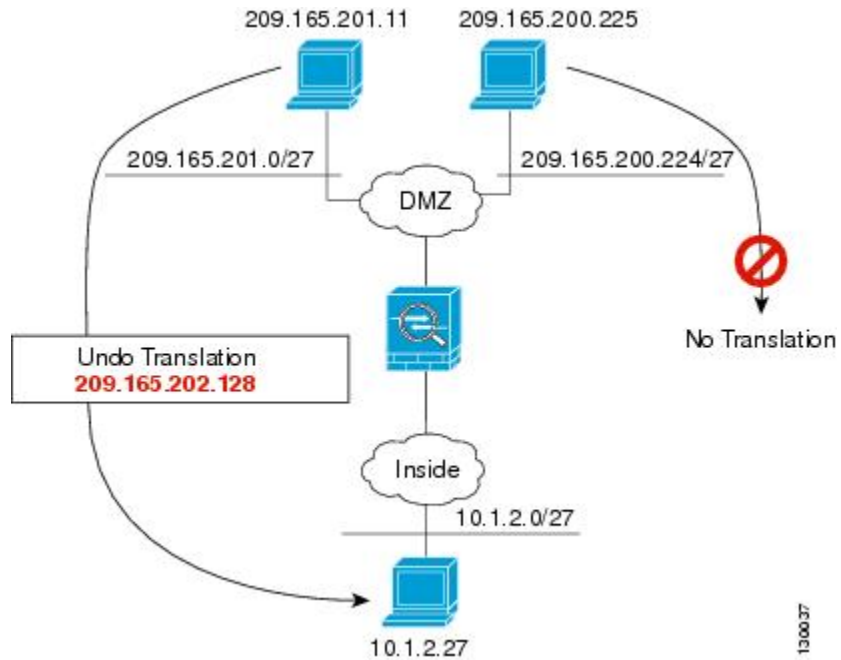 209.165.201.11
209.165.200.225
209.165.201.0/27
209.165.200.224/27
DMZ
No Translation
Undo Translation
209.165.202.128
Inside
10.1.2.0/27
10.1.2.27
130037